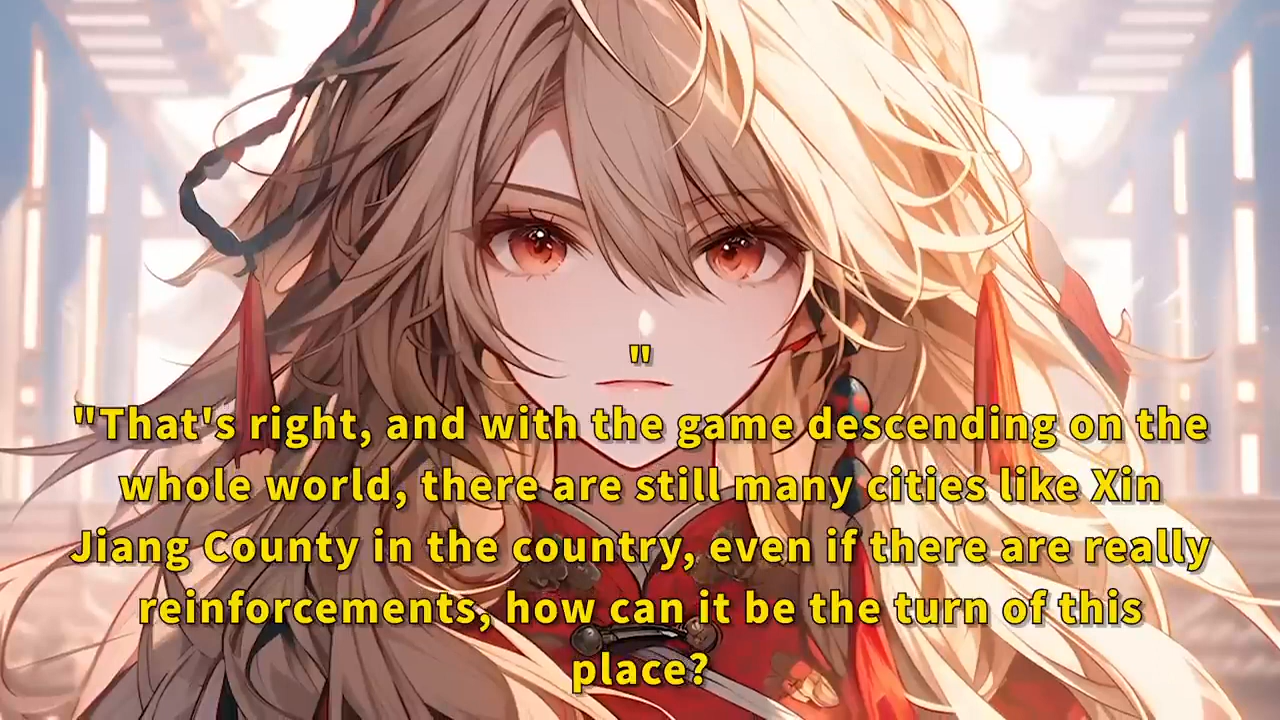 "
"That's right, and with the game descending on the
whole world, there are still many cities like Xin
Jiang County in the country, even if there are really
reinforcements, how can it be the turn of this
place?